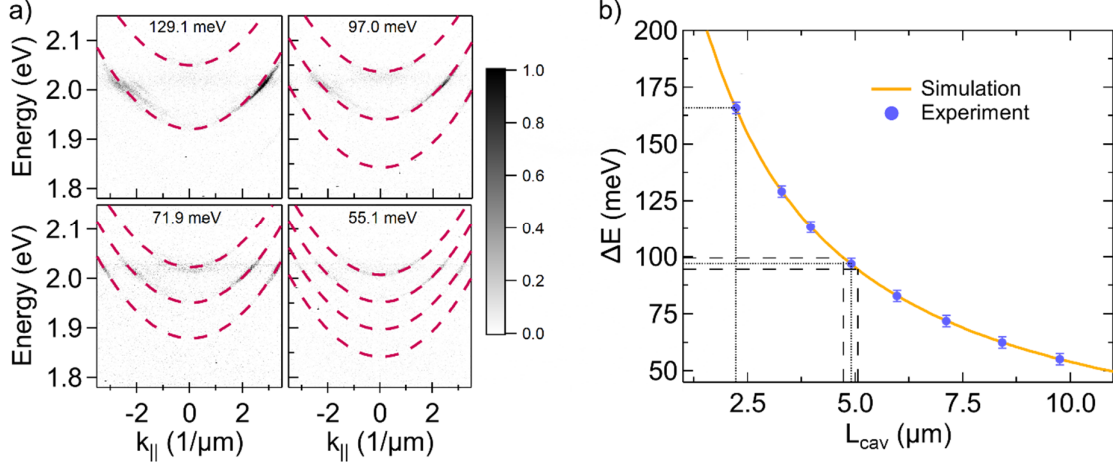 a)
129.1 meV
97.0 meV
2.1
2.0
1.9
1.8
Energy (eV)
71.9 meV
55.1 meV
2.1
2.0
1.9
1.8
Energy (eV)
-2 0 2
-2 0 2
k|| (1/µm)
k|| (1/µm)
1.0
0.8
0.6
0.4
0.2
0.0
b)
200
175
150
125
100
75
50
ΔE (meV)
Simulation
Experiment
2.5 5.0 7.5 10.0
Lcav (µm)